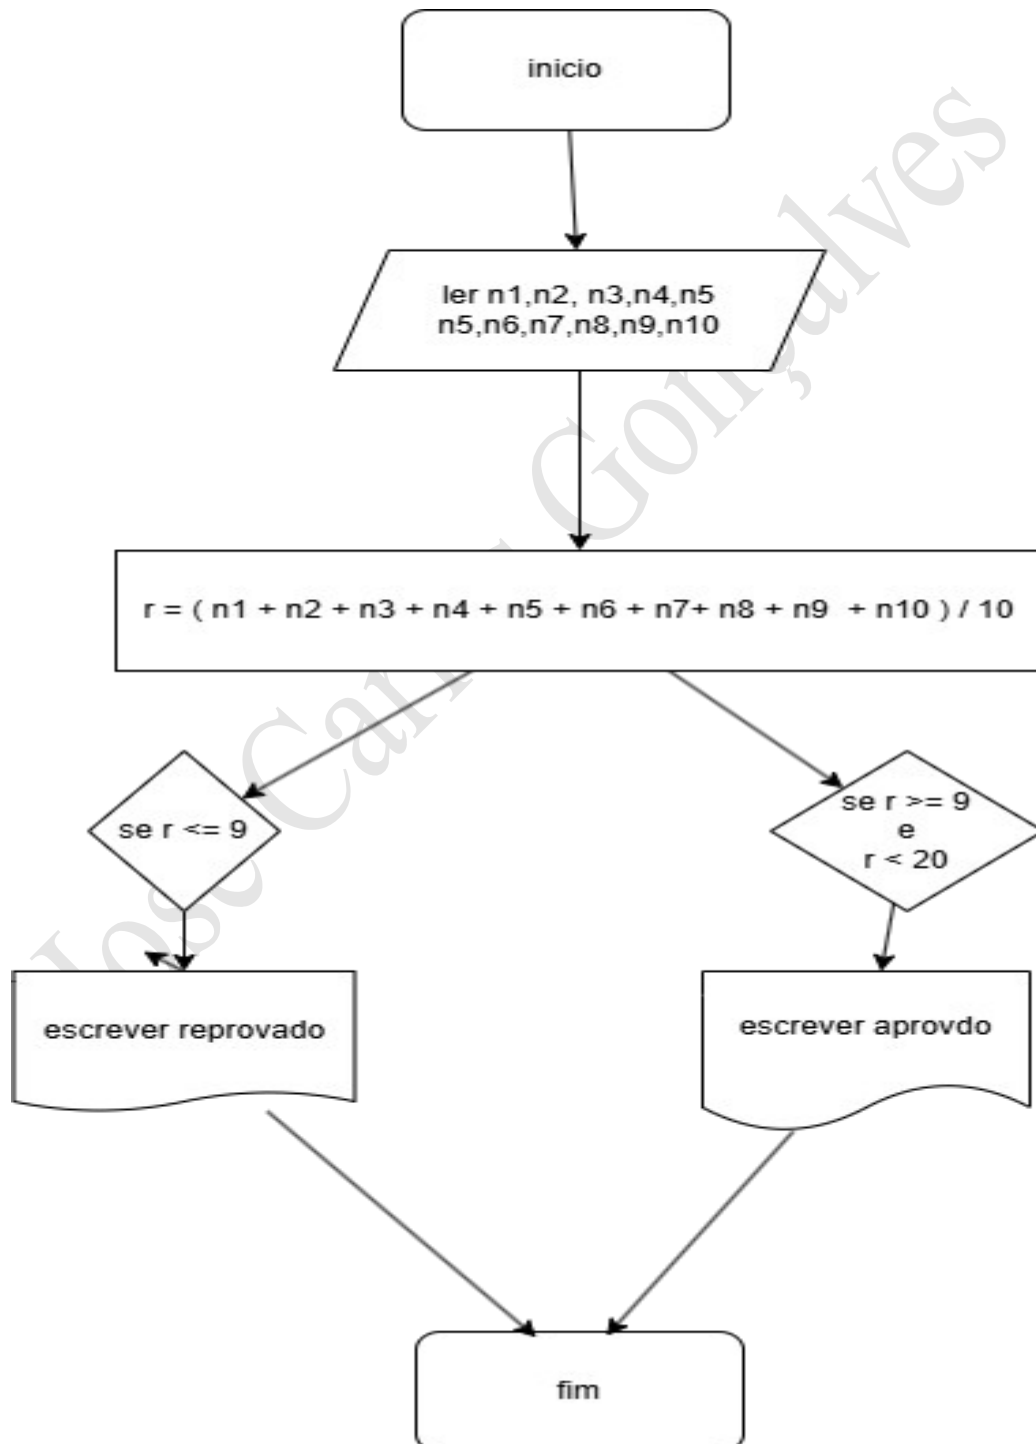 inicio
ler n1,n2, n3,n4,n5
n5,n6,n7,n8,n9,n10
r = ( n1 + n2 + n3 + n4 + n5 + n6 + n7+ n8 + n9 + n10 ) / 10
se r <= 9
se r >= 9
e
r < 20
escrever reprovado
escrever aprovdo
fim
Gonçalves